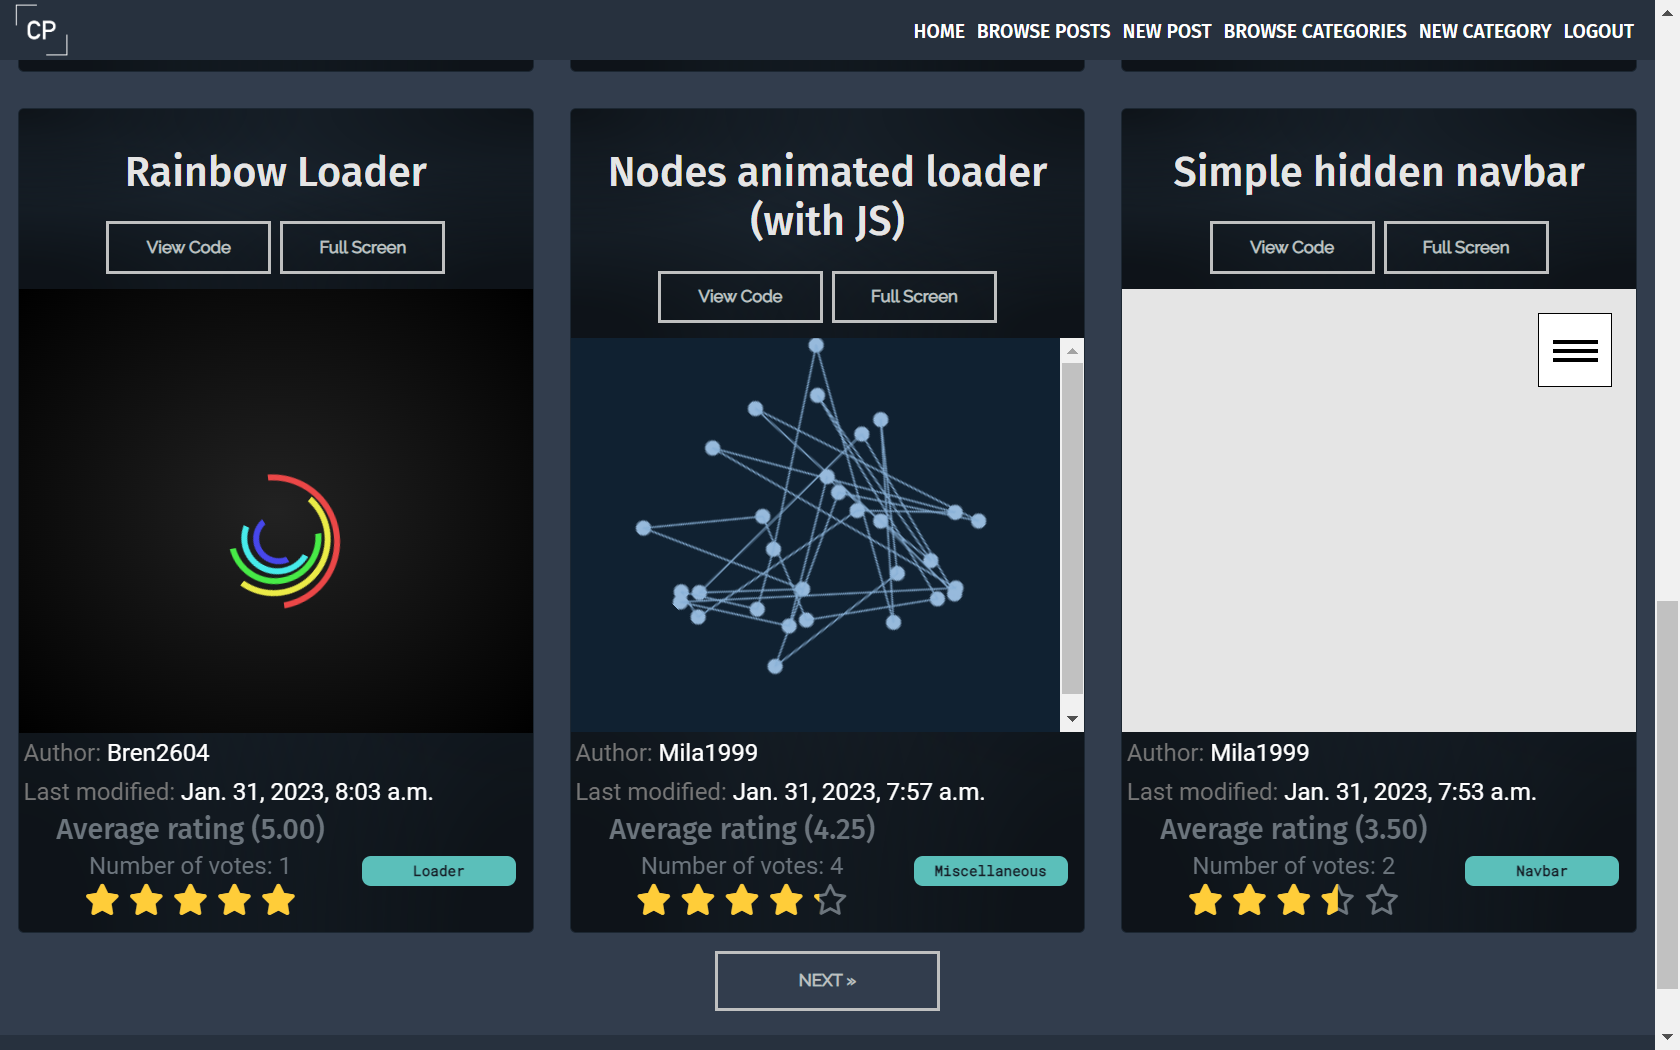 CP
HOME BROWSE POSTS NEW POST BROWSE CATEGORIES NEW CATEGORY LOGOUT
Rainbow Loader
View Code Full Screen
Author: Bren2604
Last modified: Jan. 31, 2023, 8:03 a.m.
Average rating (5.00)
Number of votes: 1
Loader
Nodes animated loader
(with JS)
View Code Full Screen
Author: Mila1999
Last modified: Jan. 31, 2023, 7:57 a.m.
Average rating (4.25)
Number of votes: 4
Miscellaneous
Simple hidden navbar
View Code Full Screen
Author: Mila1999
Last modified: Jan. 31, 2023, 7:53 a.m.
Average rating (3.50)
Number of votes: 2
Navbar
NEXT »